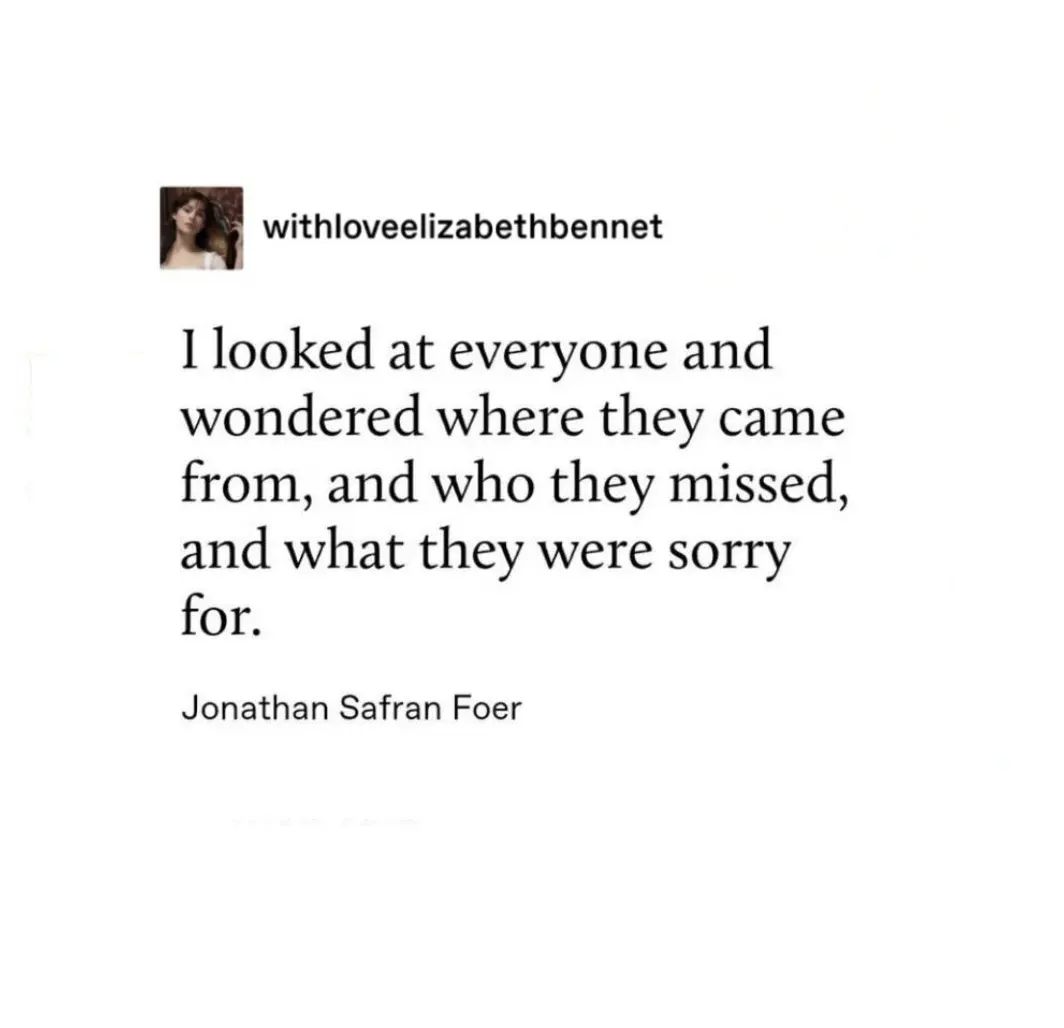 withloveelizabethbennet
I looked at everyone and
wondered where they came
from, and who they missed,
and what they were sorry
for.
Jonathan Safran Foer